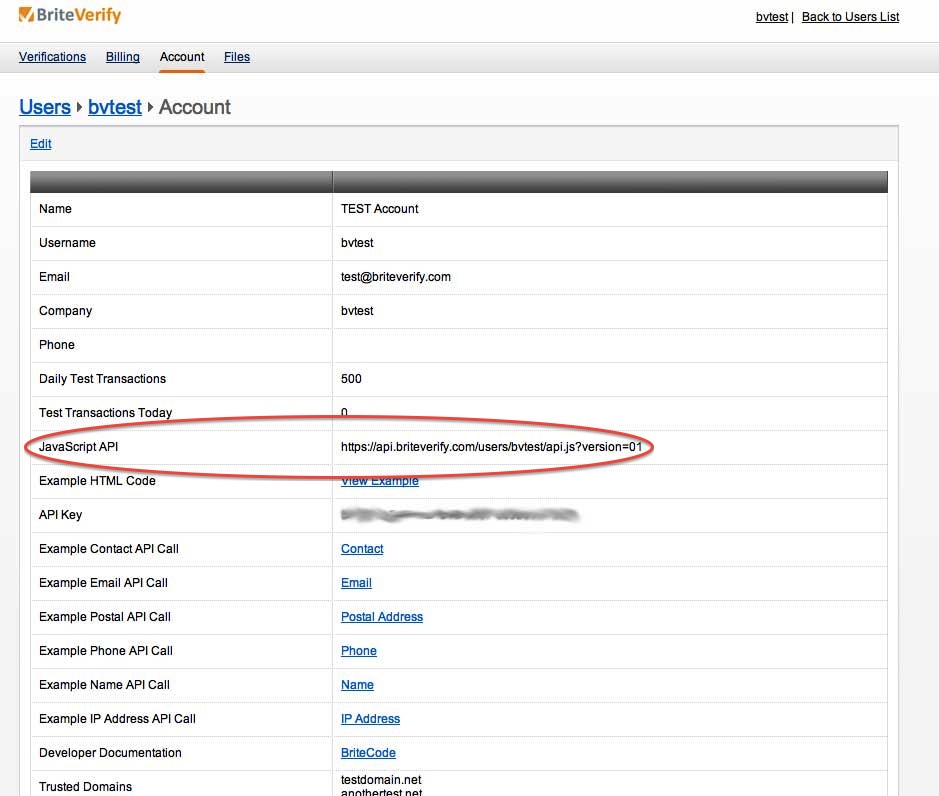 BriteVerify
bvtest | Back to Users List
Verifications Billing Account Files
Users ▸ bvtest ▸ Account
Edit
Name TEST Account
Username bvtest
Email test@briteverify.com
Company bvtest
Phone
Daily Test Transactions 500
Test Transactions Today 0
JavaScript API https://api.briteverify.com/users/bvtest/api.js?version=01
Example HTML Code View Example
API Key
Example Contact API Call Contact
Example Email API Call Email
Example Postal API Call Postal Address
Example Phone API Call Phone
Example Name API Call Name
Example IP Address API Call IP Address
Developer Documentation BriteCode
Trusted Domains testdomain.net
anothertest.net